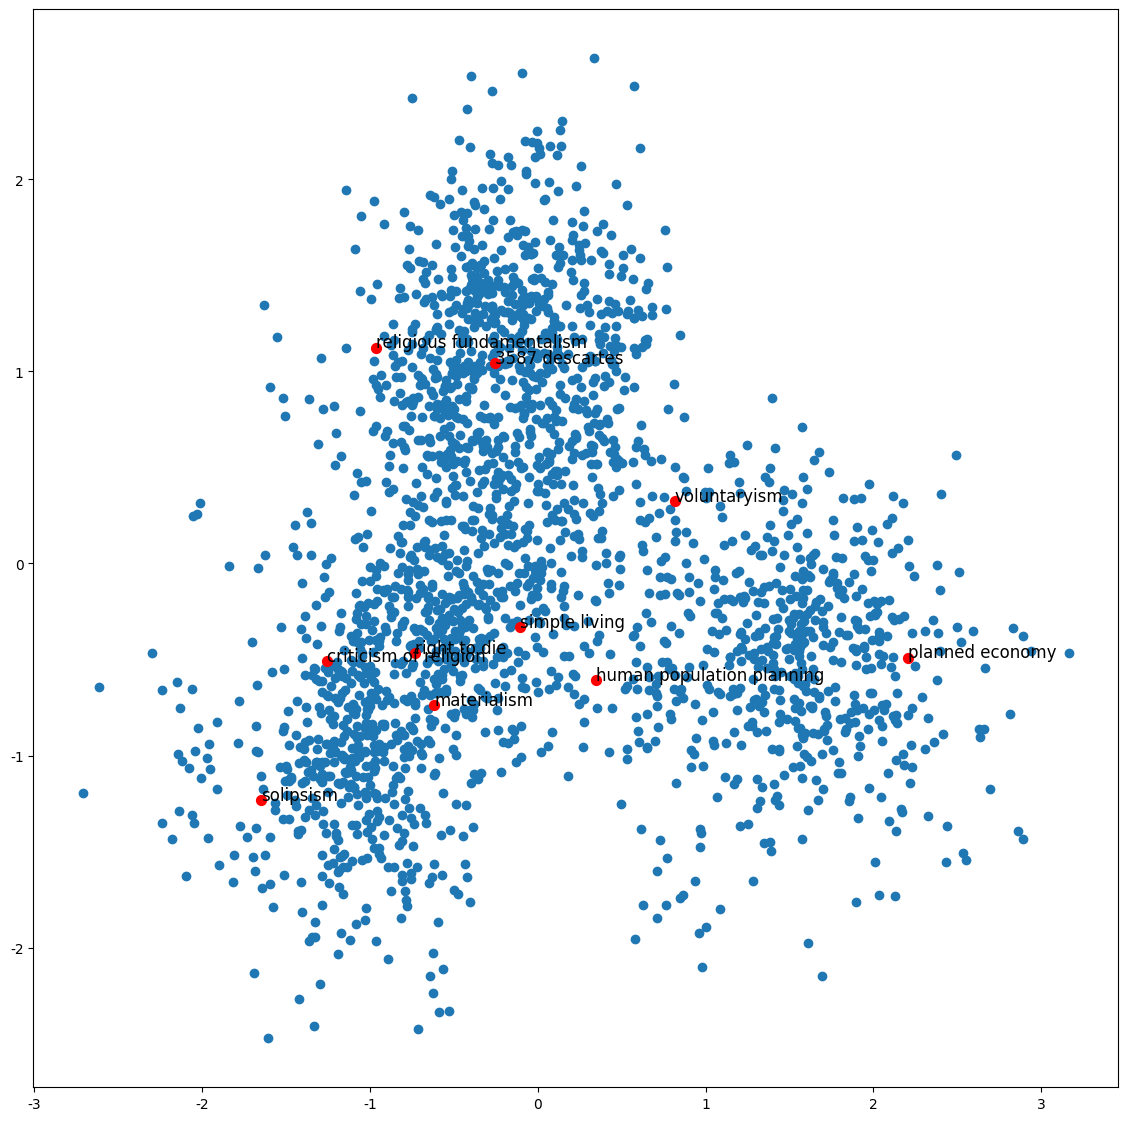 2
religious fundamentalism
3587 descartes
1
voluntaryism
0
simple living
right to die
criticism of religion
planned economy
human population planning
materialism
-1
solipsism
-2
-3 -2 -1 0 1 2 3